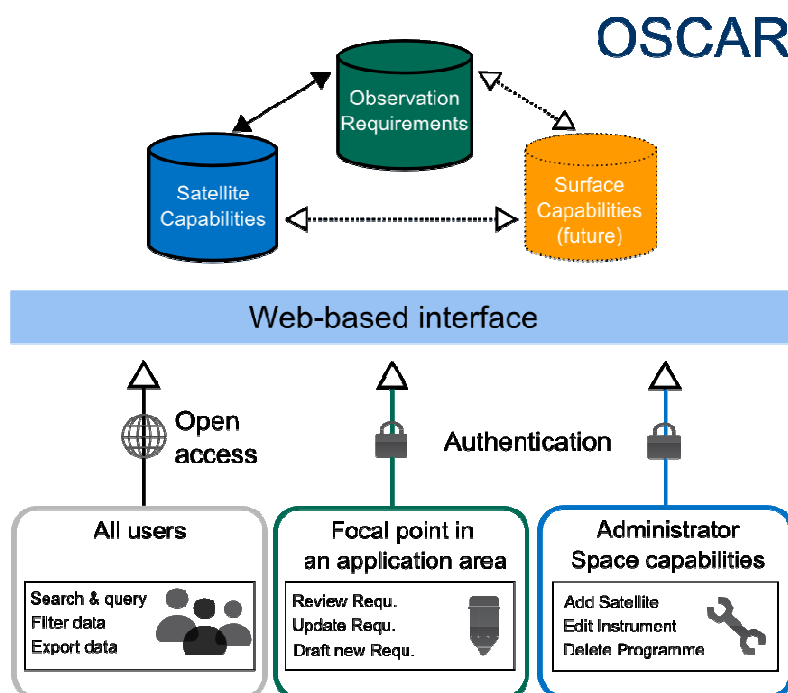 OSCAR
Observation
Requirements
Satellite
Capabilities
Surface
Capabilities
(future)
Web-based interface
Open
access
Authentication
All users
Search & query
Filter data
Export data
Focal point in
an application area
Review Requ.
Update Requ.
Draft new Requ.
Administrator
Space capabilities
Add Satellite
Edit Instrument
Delete Programme